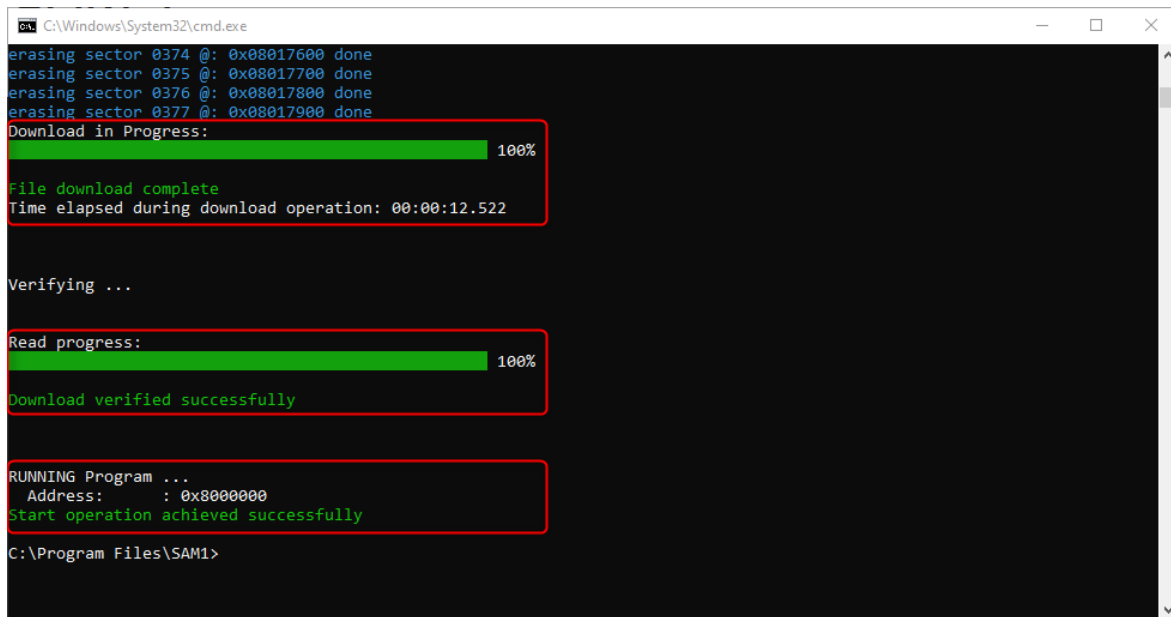 C:\Windows\System32\cmd.exe
erasing sector 0374 @: 0x08017600 done
erasing sector 0375 @: 0x08017700 done
erasing sector 0376 @: 0x08017800 done
erasing sector 0377 @: 0x08017900 done
Download in Progress:
100%
File download complete
Time elapsed during download operation: 00:00:12.522
Verifying ...
Read progress:
100%
Download verified successfully
RUNNING Program ...
Address:      : 0x8000000
Start operation achieved successfully
C:\Program Files\SAM1>